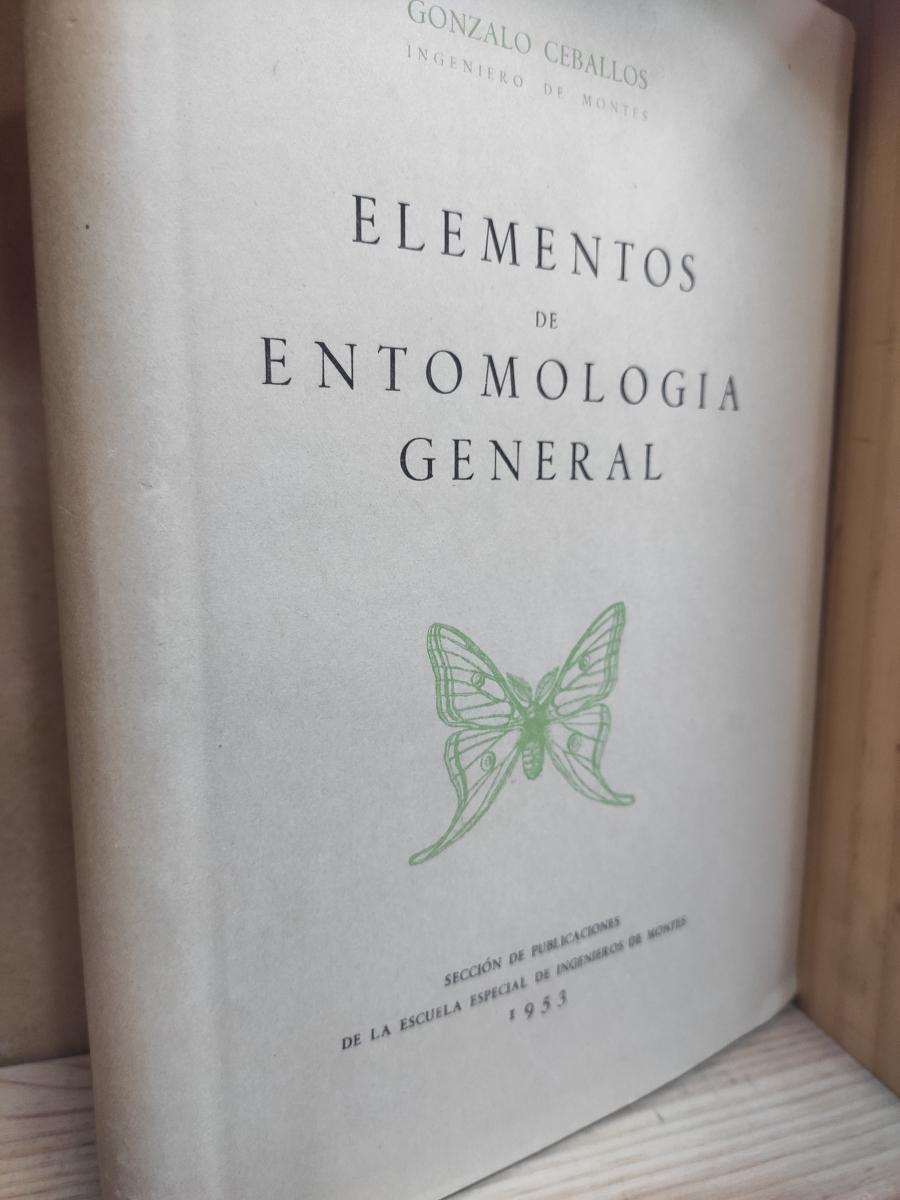 GONZALO CEBALLOS
INGENIERO DE MONTES
ELEMENTOS
DE
ENTOMOLOGIA
GENERAL
SECCIÓN DE PUBLICACIONES
DE LA ESCUELA ESPECIAL DE INGENIEROS DE MONTES
1953